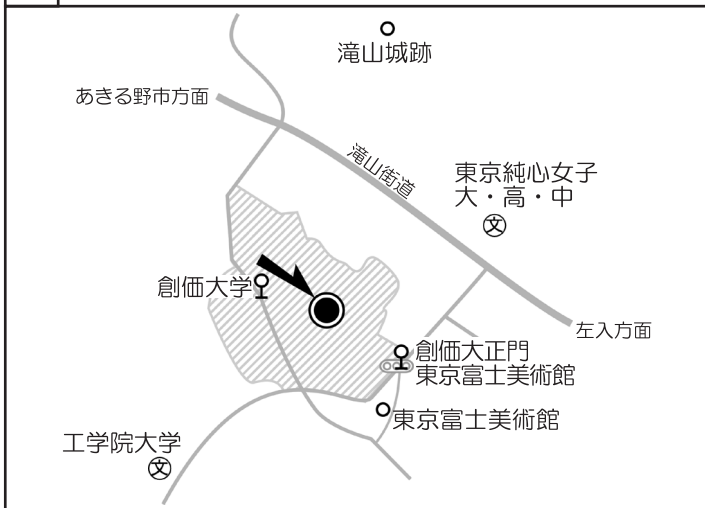 滝山城跡
あきる野市方面
滝山街道
東京純心女子
大・高・中
文
創価大学
左入方面
創価大正門
東京富士美術館
東京富士美術館
工学院大学
文